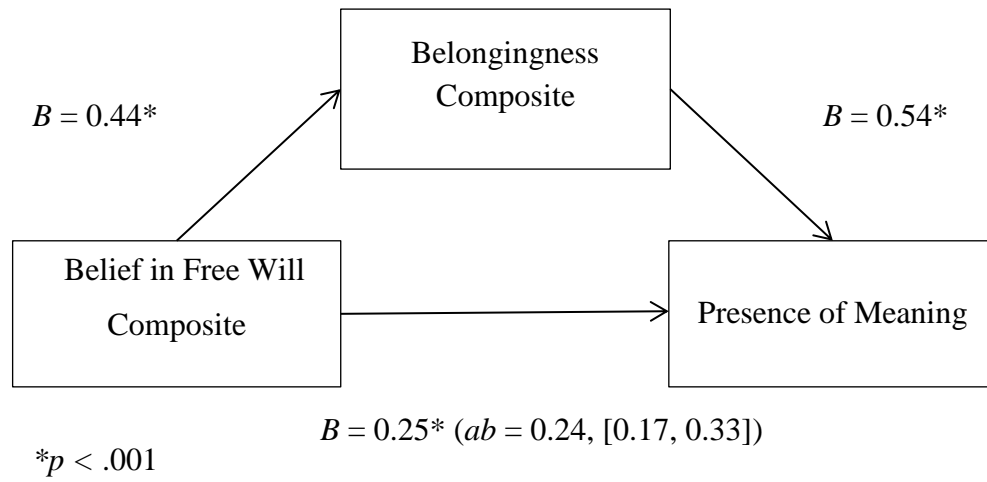 Belongingness
Composite
B = 0.44*
B = 0.54*
Belief in Free Will
Composite
Presence of Meaning
B = 0.25* (ab = 0.24, [0.17, 0.33])
*p < .001